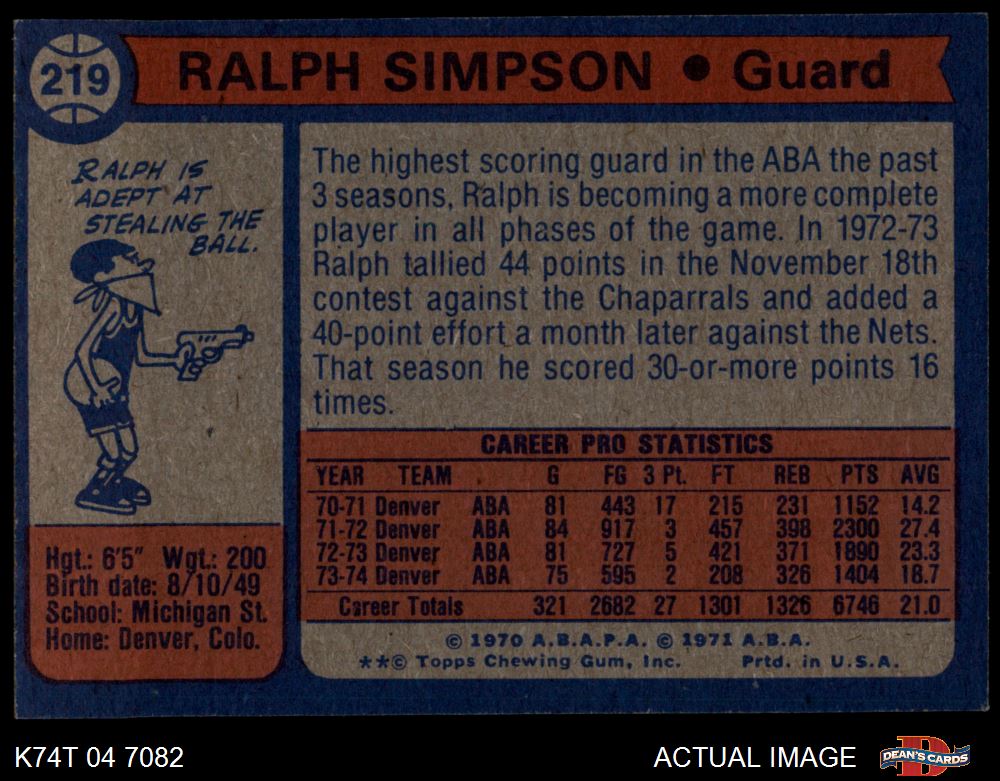 219
RALPH SIMPSON • Guard
RALPH IS
ADEPT AT
STEALING THE
BALL.
The highest scoring guard in the ABA the past
3 seasons, Ralph is becoming a more complete
player in all phases of the game. In 1972-73
Ralph tallied 44 points in the November 18th
contest against the Chaparrals and added a
40-point effort a month later against the Nets.
That season he scored 30-or-more points 16
times.
Hgt.: 6'5" Wgt.: 200
Birth date: 8/10/49
School: Michigan St.
Home: Denver, Colo.
CAREER PRO STATISTICS
YEAR TEAM G FG 3 Pt. FT REB PTS AVG
70-71 Denver ABA 81 443 17 215 231 1152 14.2
71-72 Denver ABA 84 917 3 457 398 2300 27.4
72-73 Denver ABA 81 727 5 421 371 1890 23.3
73-74 Denver ABA 75 595 2 208 326 1404 18.7
Career Totals 321 2682 27 1301 1326 6746 21.0
© 1970 A.B.A.P.A. © 1971 A.B.A.
**© Topps Chewing Gum, Inc. Prtd. in U.S.A.
K74T 04 7082
ACTUAL IMAGE
D
DEAN'S CARDS